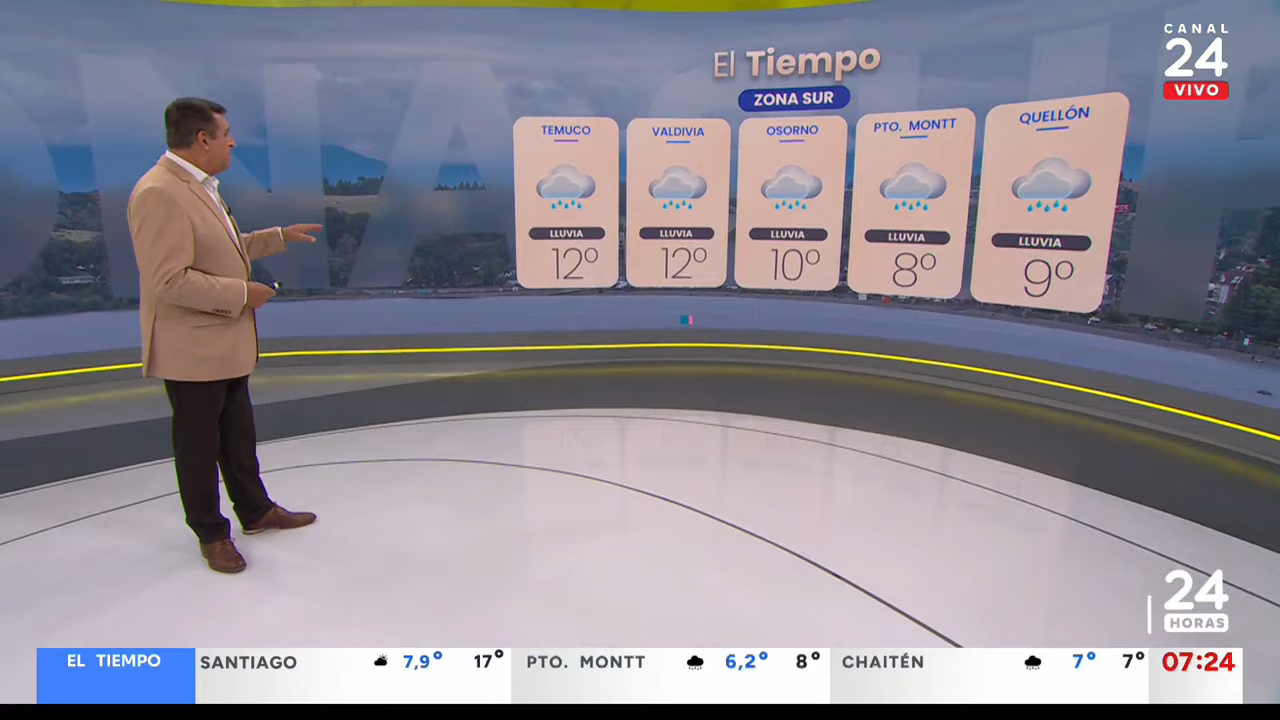 CANAL
24
VIVO
El Tiempo
ZONA SUR
TEMUCO
LLUVIA
12°
VALDIVIA
LLUVIA
12°
OSORNO
LLUVIA
10°
PTO. MONTT
LLUVIA
8°
QUELLÓN
LLUVIA
9°
24
HORAS
EL TIEMPO
SANTIAGO 7,9° 17°
PTO. MONTT 6,2° 8°
CHAITÉN 7° 7°
07:24